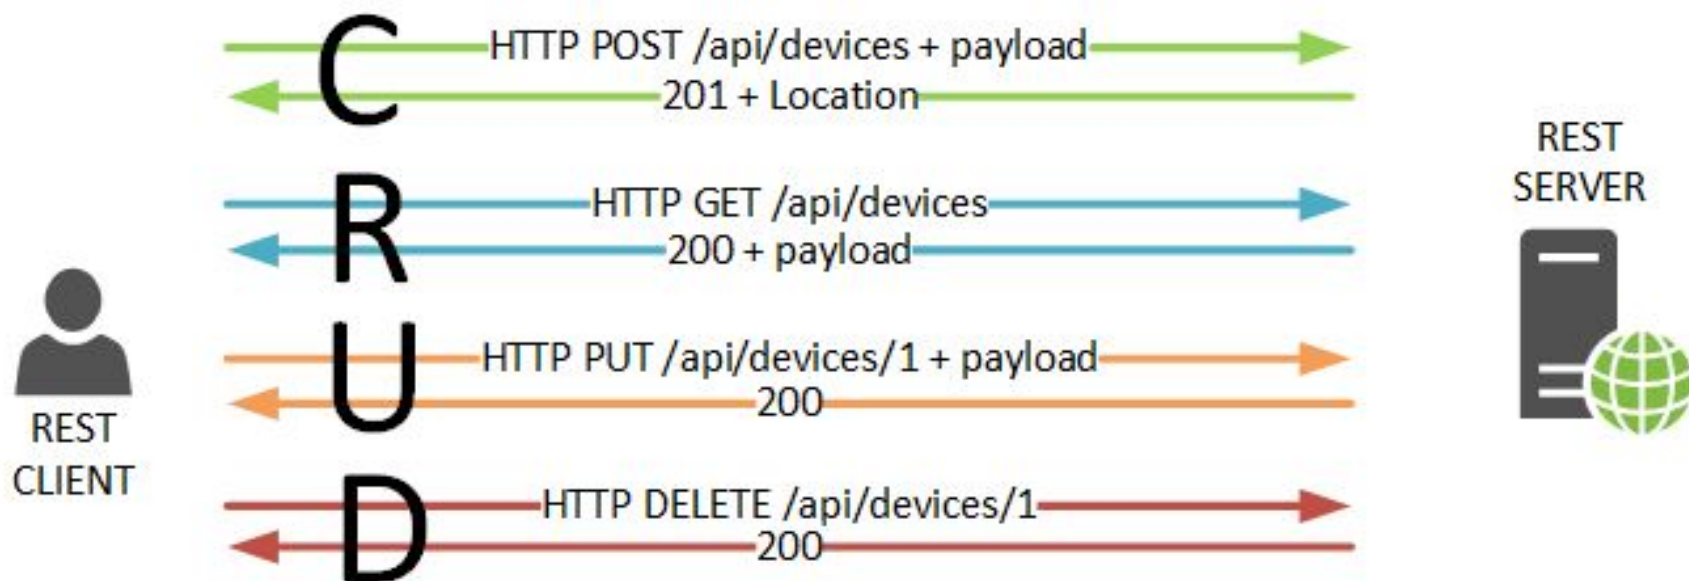 C
HTTP POST /api/devices + payload
201 + Location
R
HTTP GET /api/devices
200 + payload
U
HTTP PUT /api/devices/1 + payload
200
D
HTTP DELETE /api/devices/1
200
REST
CLIENT
REST
SERVER